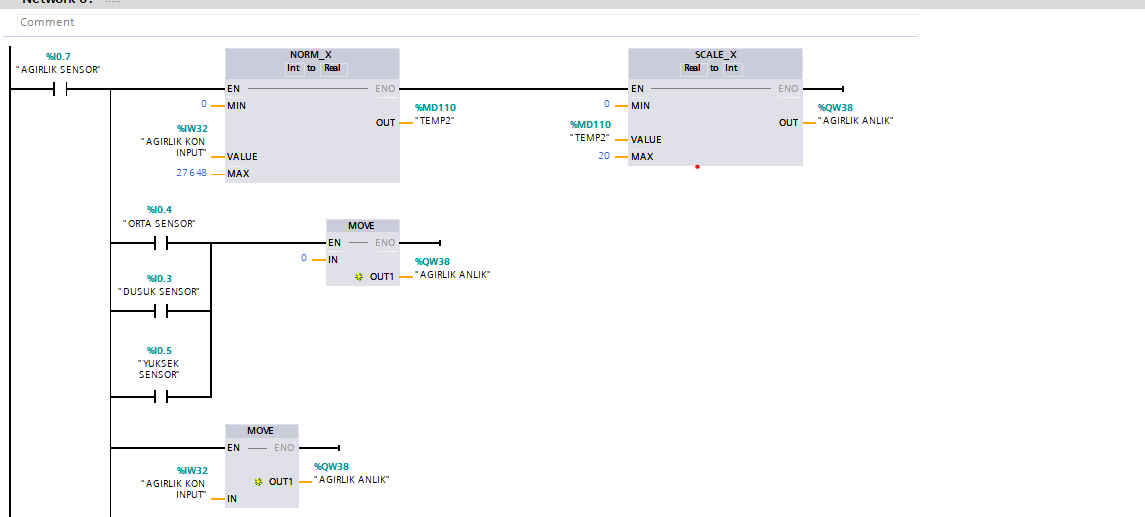 Comment
%I0.7
"AGIRLIK SENSOR"
NORM_X
Int to Real
EN
ENO
0
MIN
%MD110
OUT
"TEMP2"
%IW32
"AGIRLIK KON
INPUT"
VALUE
27648
MAX
SCALE_X
Real to Int
EN
ENO
0
MIN
%QW38
OUT
"AGIRLIK ANLIK"
%MD110
"TEMP2"
VALUE
20
MAX
%I0.4
"ORTA SENSOR"
MOVE
EN
ENO
0
IN
%QW38
OUT1
"AGIRLIK ANLIK"
%I0.3
"DUSUK SENSOR"
%I0.5
"YUKSEK
SENSOR"
MOVE
EN
ENO
%QW38
OUT1
"AGIRLIK ANLIK"
%IW32
"AGIRLIK KON
INPUT"
IN